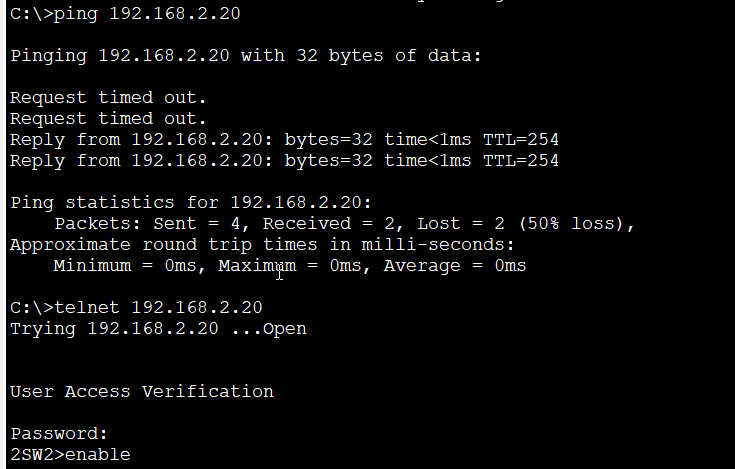 C:\>ping 192.168.2.20
Pinging 192.168.2.20 with 32 bytes of data:
Request timed out.
Request timed out.
Reply from 192.168.2.20: bytes=32 time<1ms TTL=254
Reply from 192.168.2.20: bytes=32 time<1ms TTL=254
Ping statistics for 192.168.2.20:
    Packets: Sent = 4, Received = 2, Lost = 2 (50% loss),
Approximate round trip times in milli-seconds:
    Minimum = 0ms, Maximum = 0ms, Average = 0ms
C:\>telnet 192.168.2.20
Trying 192.168.2.20 ...Open
User Access Verification
Password:
2SW2>enable